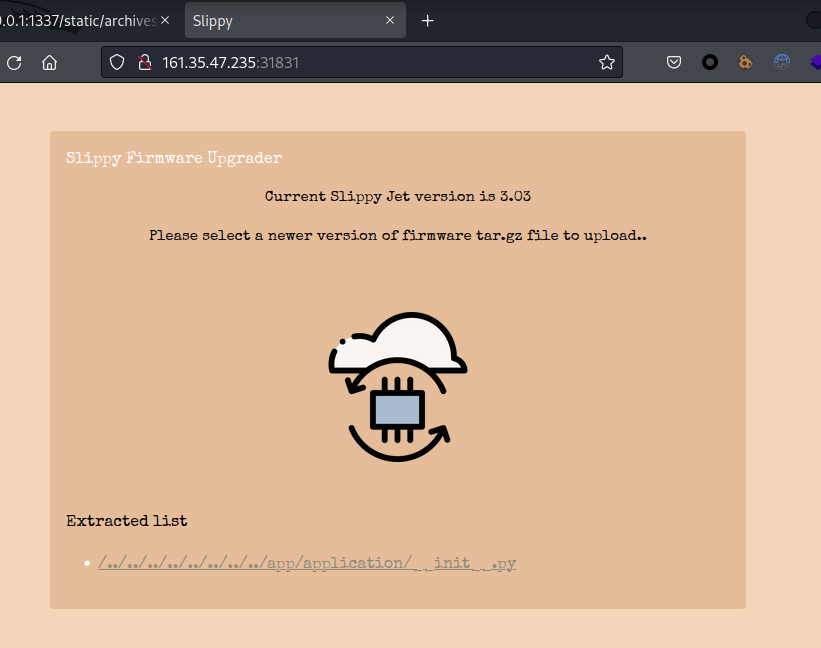 0.0.1:1337/static/archives
Slippy
161.35.47.235:31831
Slippy Firmware Upgrader
Current Slippy Jet version is 3.03
Please select a newer version of firmware tar.gz file to upload..
Extracted list
/../../../../../../../../app/application/__init__.py